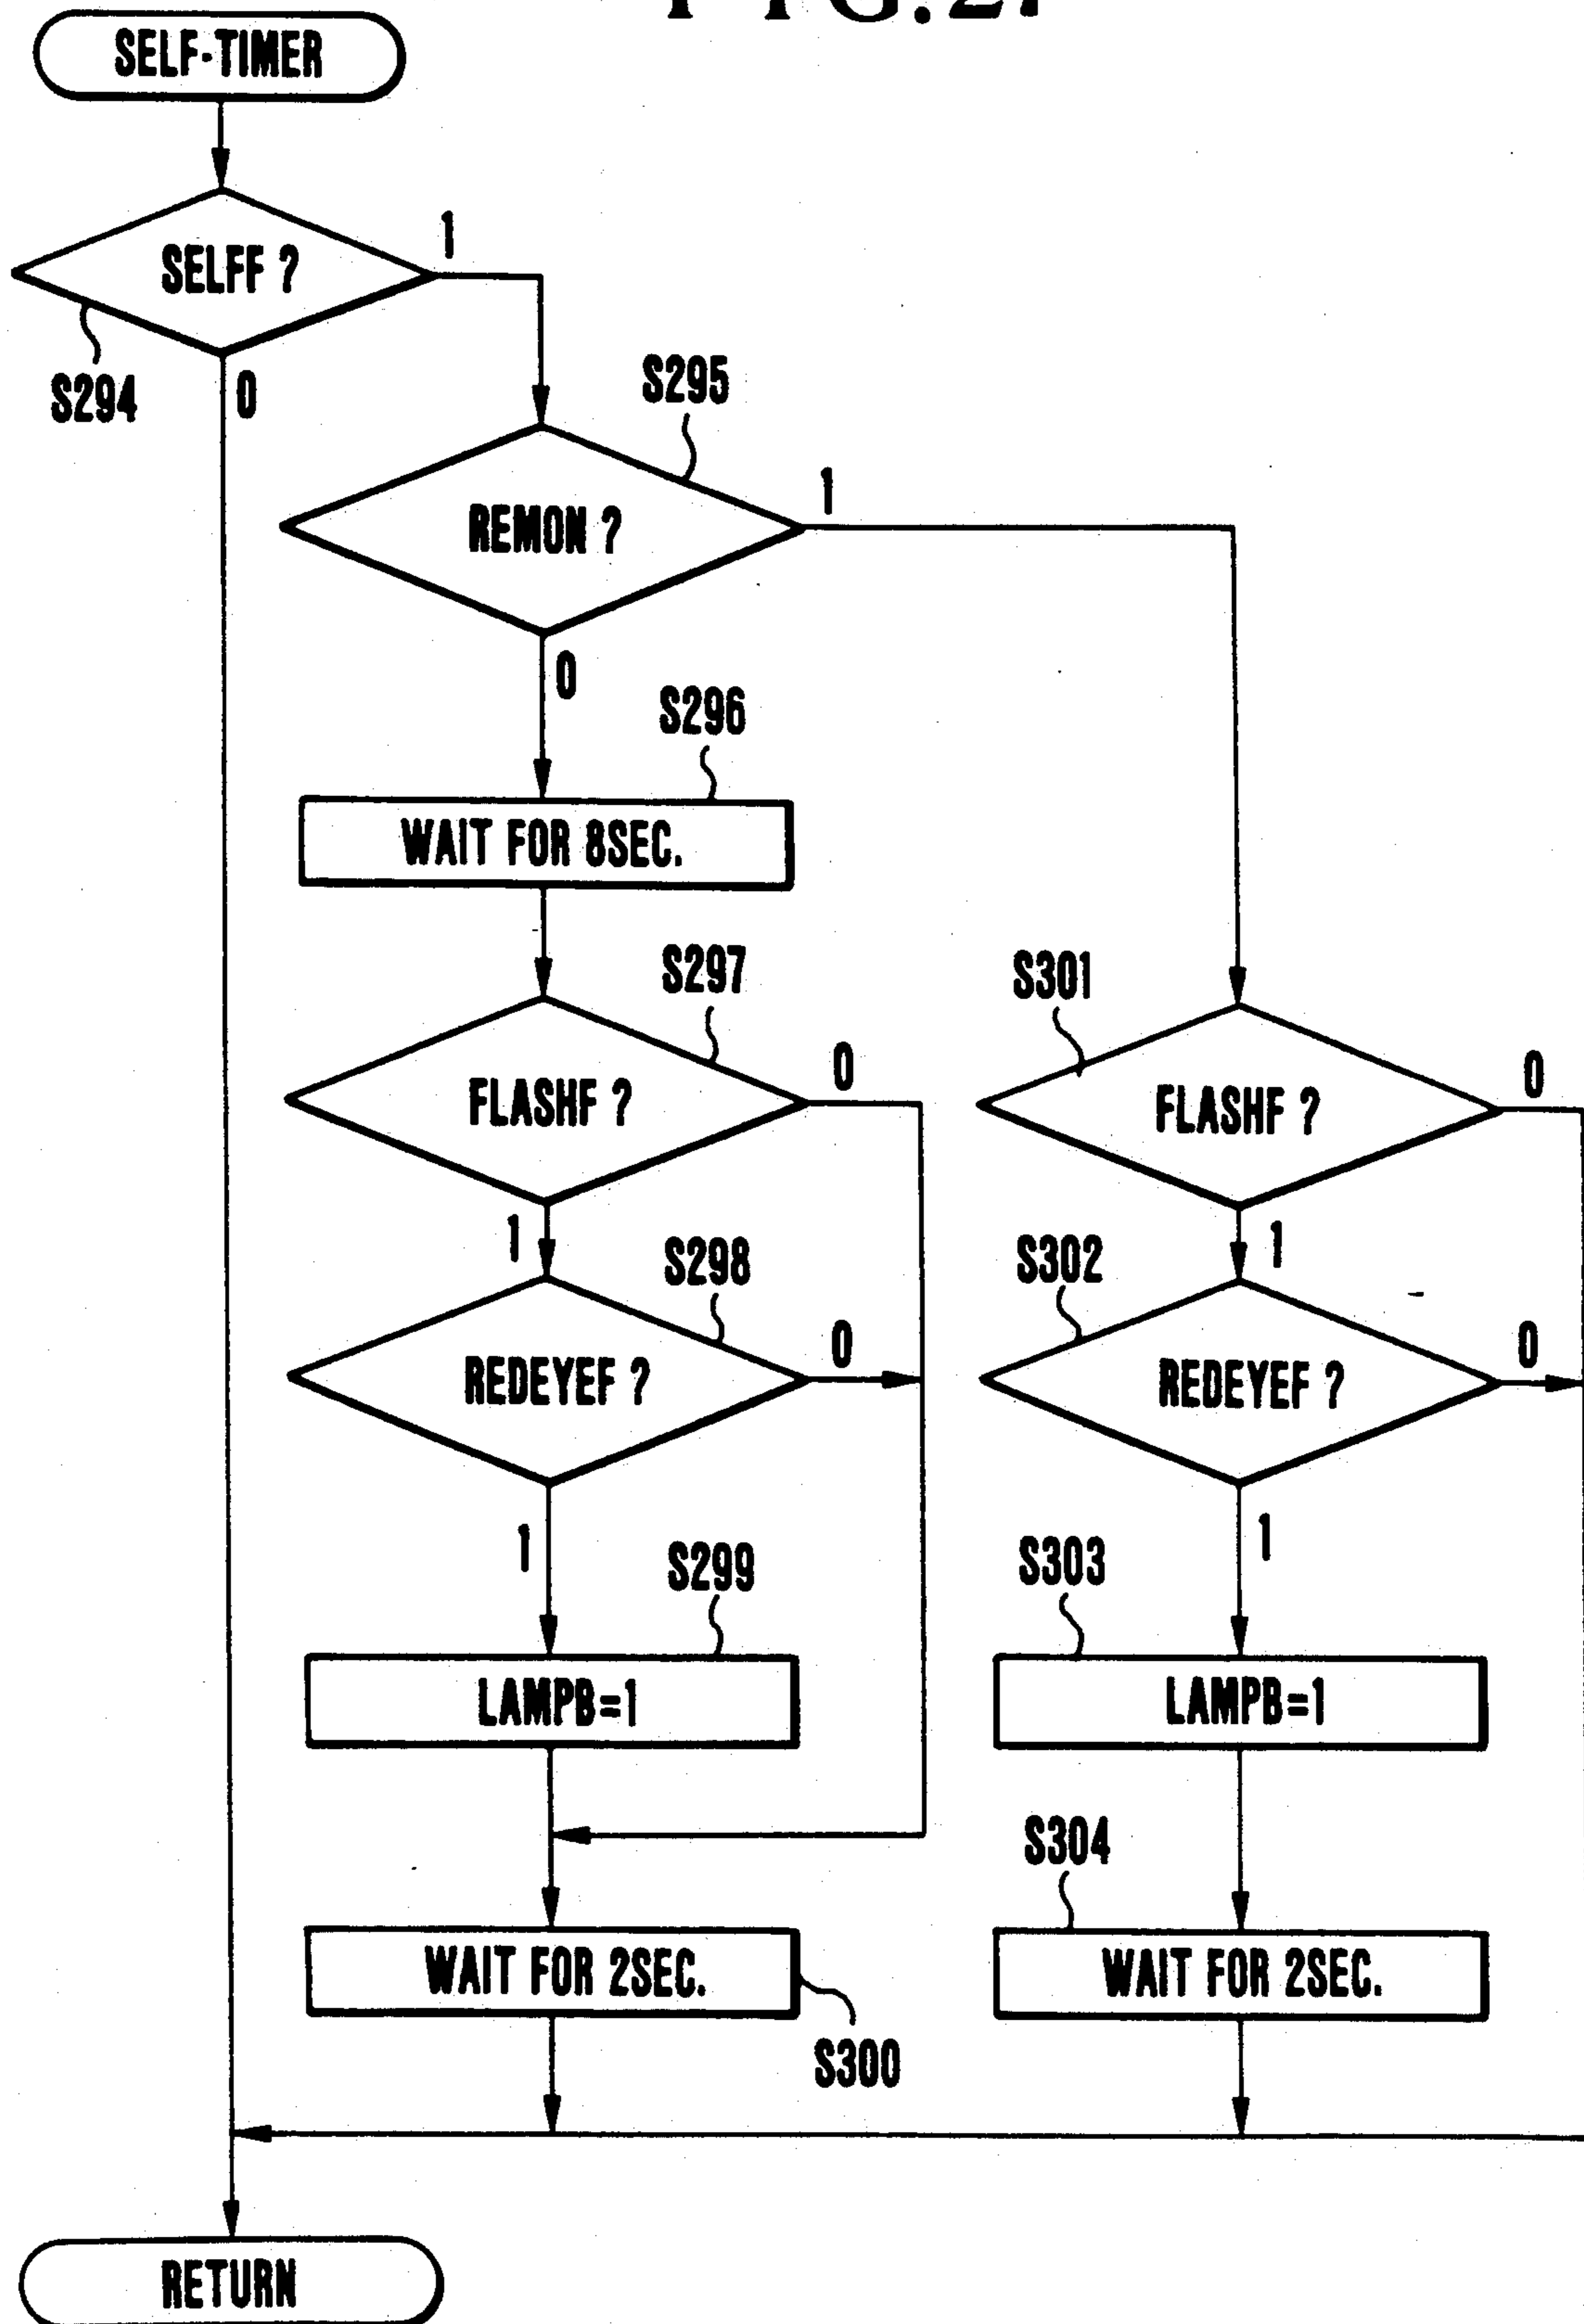 FIG.27
SELF-TIMER
SELFF ?
1
S294
0
S295
REMON ?
1
0
S296
WAIT FOR 8SEC.
S297
FLASHF ?
0
1
S298
REDEYEF ?
0
1
S299
LAMPB=1
WAIT FOR 2SEC.
S300
S301
FLASHF ?
0
1
S302
REDEYEF ?
0
1
S303
LAMPB=1
S304
WAIT FOR 2SEC.
RETURN